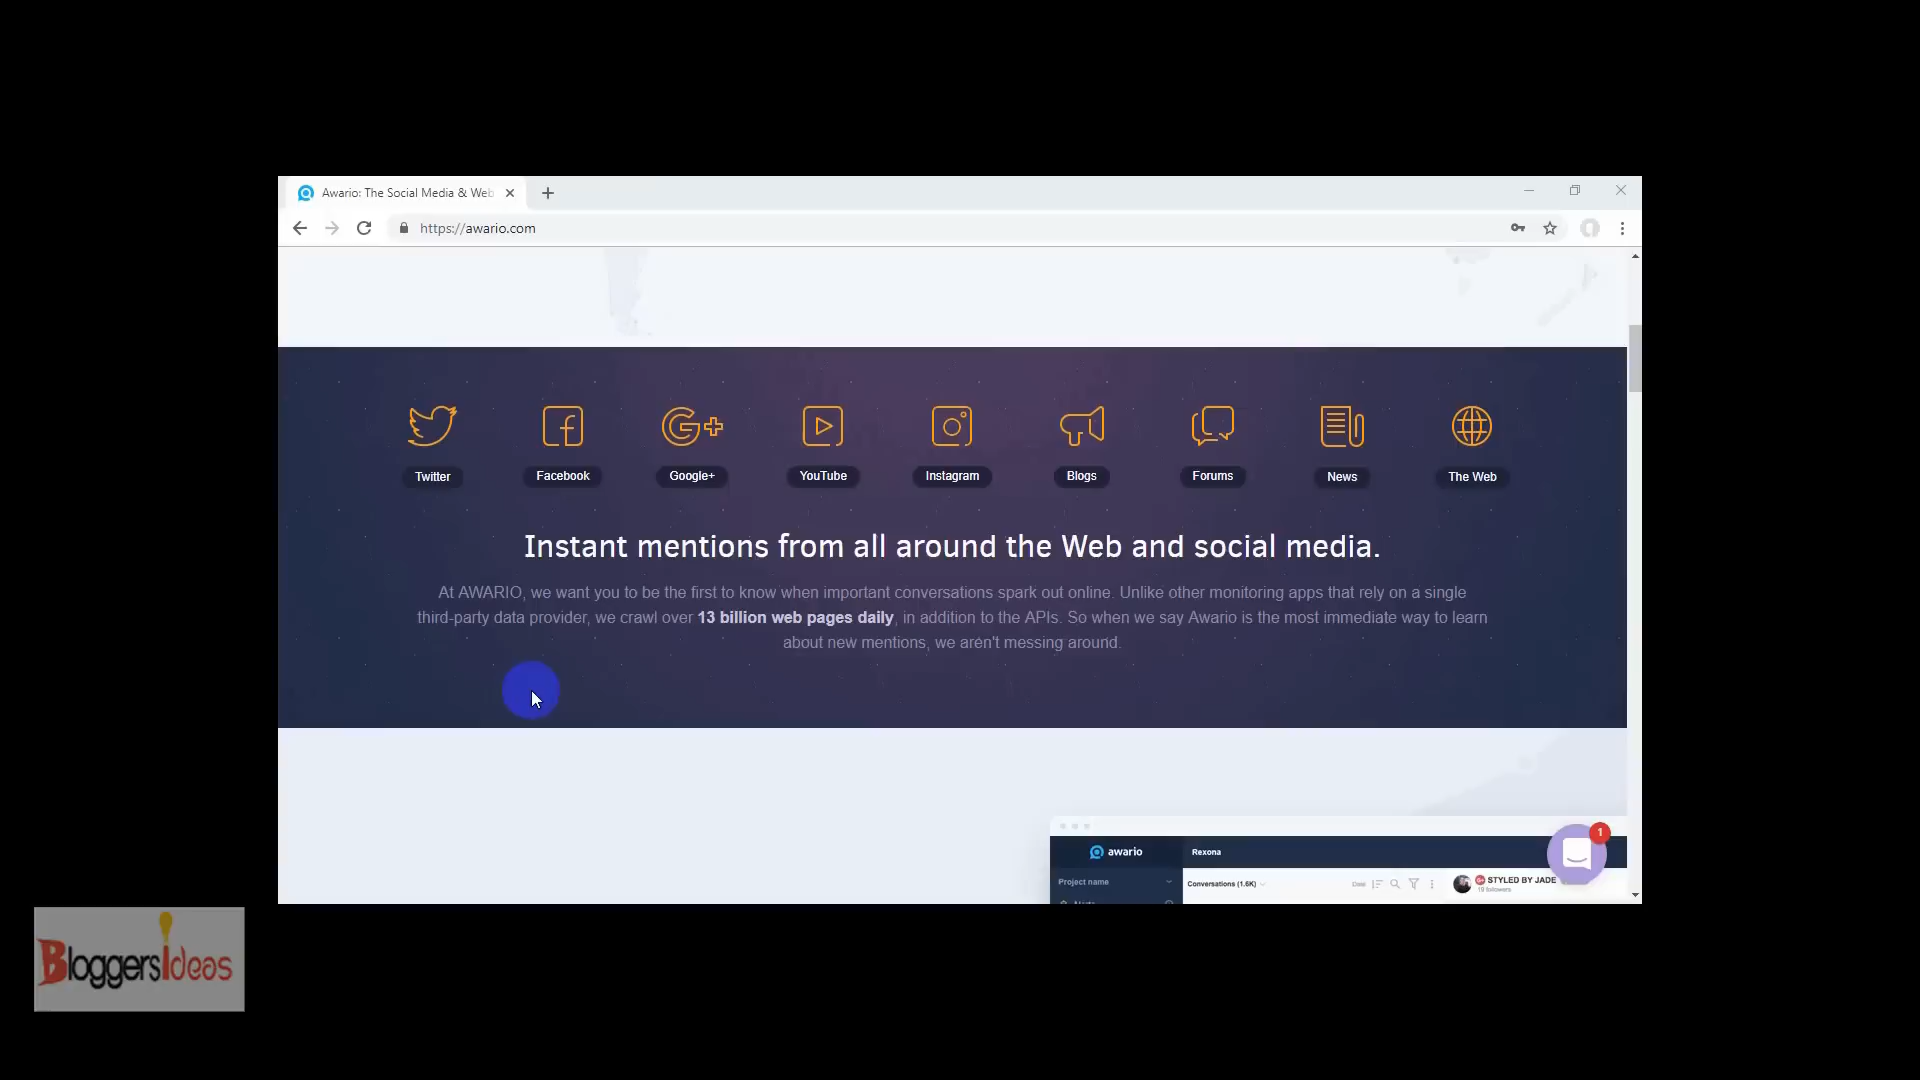 Awario: The Social Media & Web
https://awario.com
Twitter
Facebook
Google+
YouTube
Instagram
Blogs
Forums
News
The Web
Instant mentions from all around the Web and social media.
At AWARIO, we want you to be the first to know when important conversations spark out online. Unlike other monitoring apps that rely on a single
third-party data provider, we crawl over 13 billion web pages daily, in addition to the APIs. So when we say Awario is the most immediate way to learn
about new mentions, we aren't messing around.
1
awario
Rexona
Project name
Conversations (1.6K)
Date
STYLED BY JADE
19 followers
BloggersIdeas